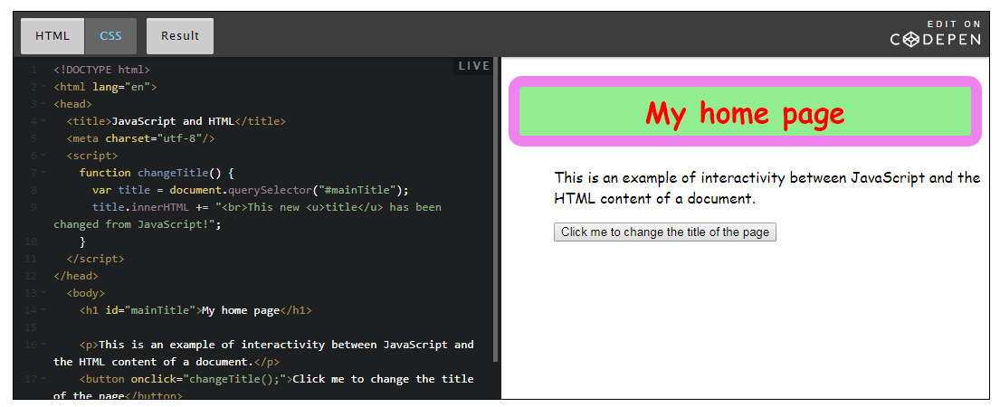 HTML CSS Result
EDIT ON
CODEPEN
LIVE
1 <!DOCTYPE html>
2 <html lang="en">
3 <head>
4 <title>JavaScript and HTML</title>
5 <meta charset="utf-8"/>
6 <script>
7 function changeTitle() {
8 var title = document.querySelector("#mainTitle");
9 title.innerHTML += "<br>This new <u>title</u> has been
changed from JavaScript!";
10 }
11 </script>
12 </head>
13 <body>
14 <h1 id="mainTitle">My home page</h1>
15
16 <p>This is an example of interactivity between JavaScript and
the HTML content of a document.</p>
17 <button onclick="changeTitle();">Click me to change the title
of the page</button>
My home page
This is an example of interactivity between JavaScript and the
HTML content of a document.
Click me to change the title of the page